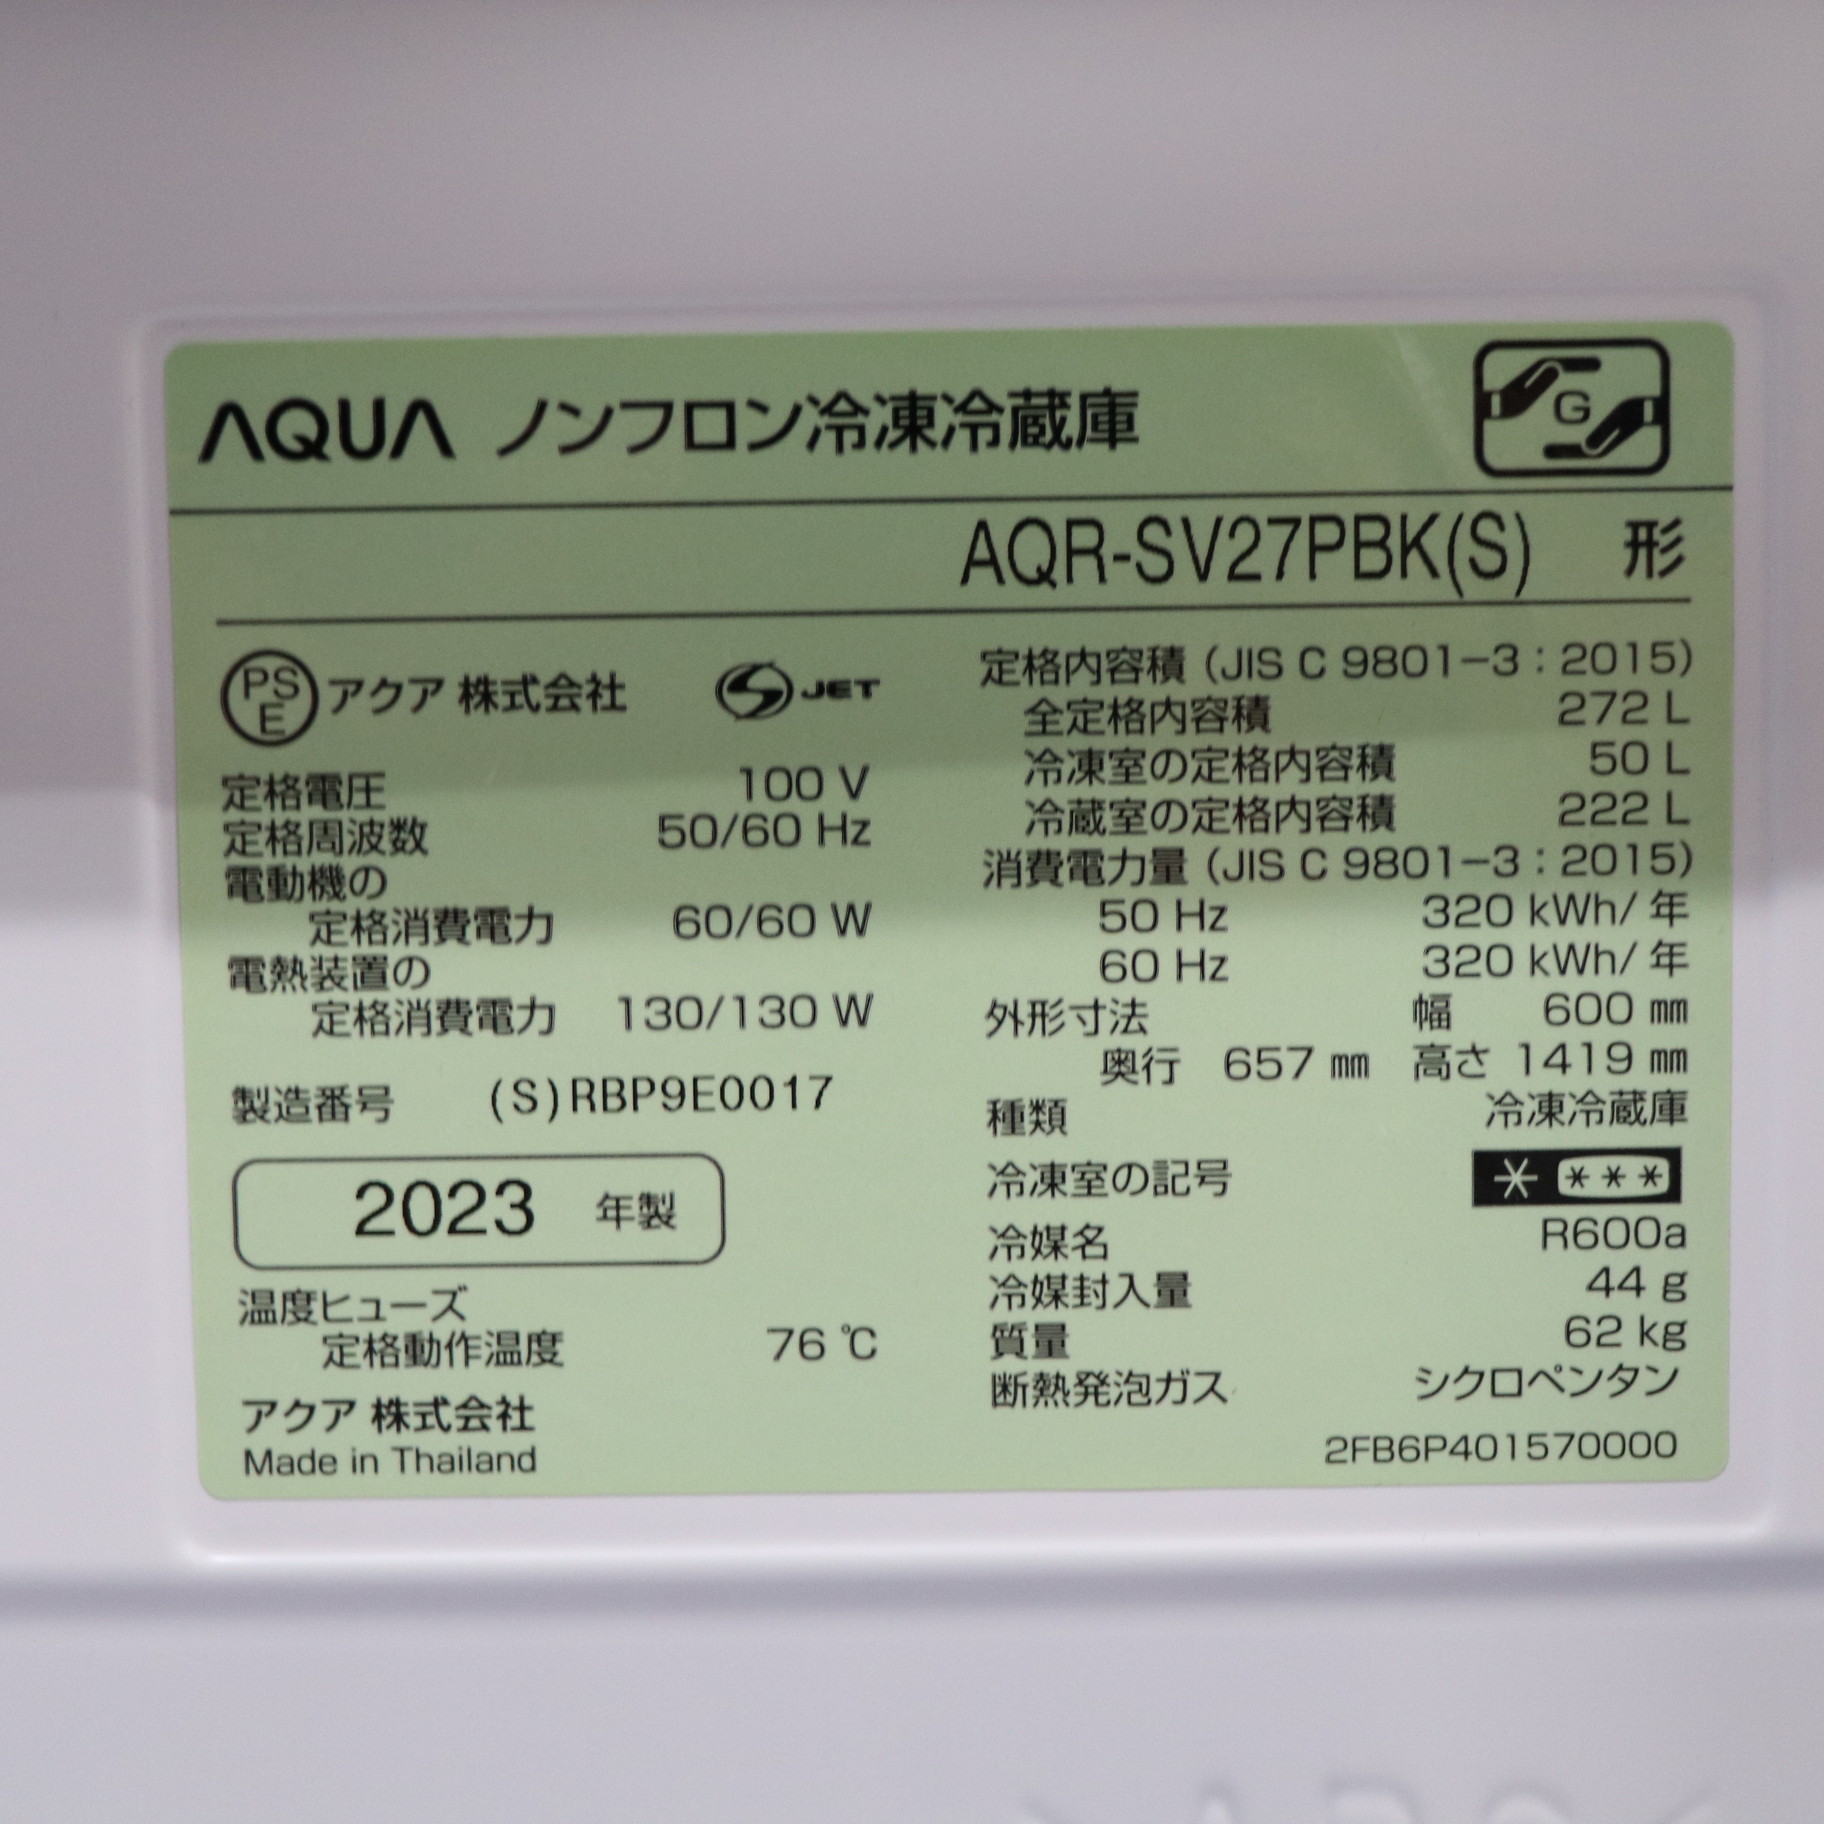 AQUA ノンフロン冷凍冷蔵庫
G
AQR-SV27PBK(S) 形
PSE アクア 株式会社 JET
定格電圧 100 V
定格周波数 50/60 Hz
電動機の
定格消費電力 60/60 W
電熱装置の
定格消費電力 130/130 W
製造番号 (S)RBP9E0017
2023 年製
温度ヒューズ
定格動作温度 76 ℃
アクア 株式会社
Made in Thailand
定格内容積 (JIS C 9801-3:2015)
全定格内容積 272 L
冷凍室の定格内容積 50 L
冷蔵室の定格内容積 222 L
消費電力量 (JIS C 9801-3:2015)
50 Hz 320 kWh/年
60 Hz 320 kWh/年
外形寸法 幅 600 ㎜
奥行 657 ㎜ 高さ 1419 ㎜
種類 冷凍冷蔵庫
冷凍室の記号 * ***
冷媒名 R600a
冷媒封入量 44 g
質量 62 kg
断熱発泡ガス シクロペンタン
2FB6P401570000